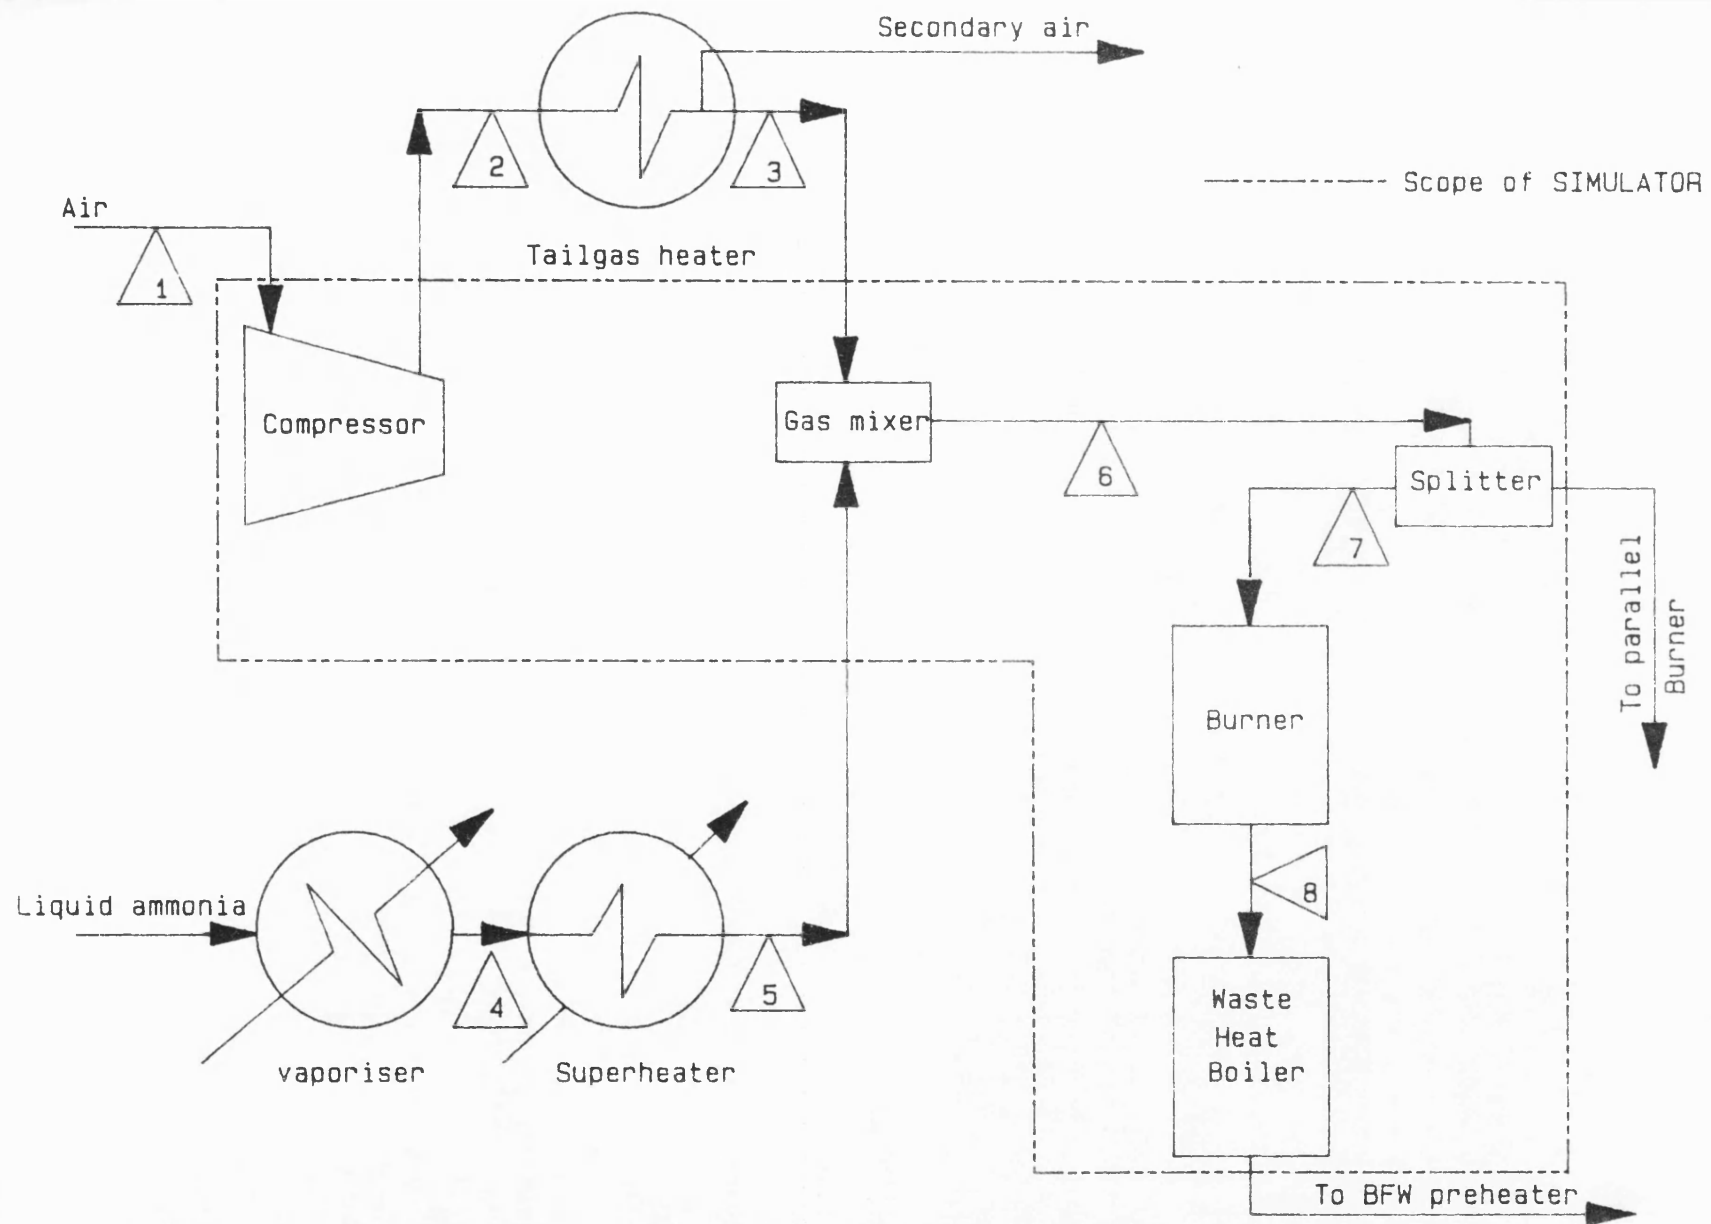 Secondary air
2
3
Scope of SIMULATOR
Air
1
Tailgas heater
Compressor
Gas mixer
6
Splitter
7
To parallel
Burner
Burner
8
Liquid ammonia
4
5
vaporiser
Superheater
Waste
Heat
Boiler
To BFW preheater